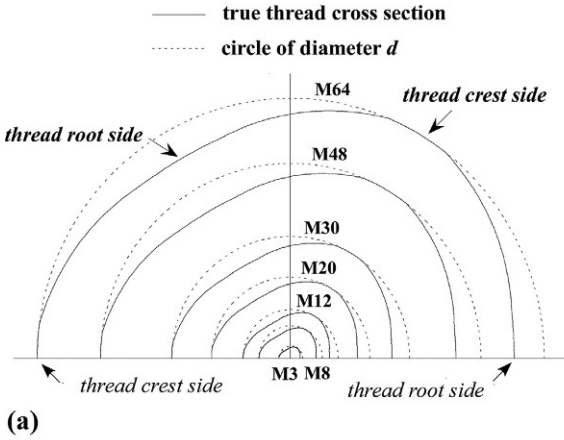 true thread cross section
circle of diameter d
M64
thread crest side
thread root side
M48
M30
M20
M12
M3 M8
thread crest side
thread root side
(a)